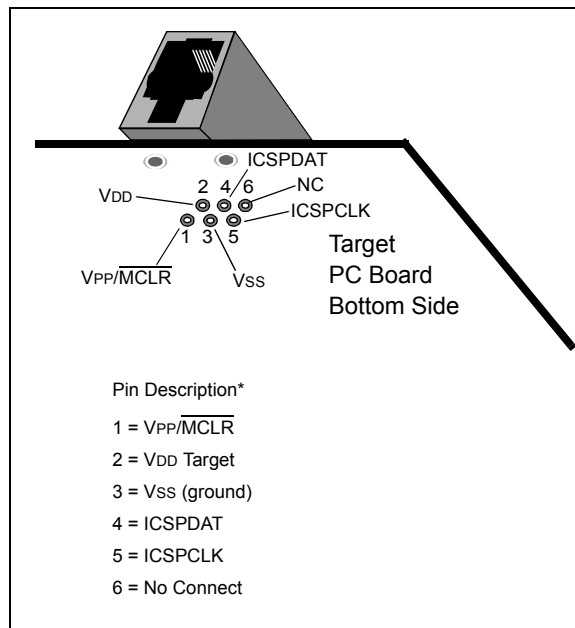 ICSPDAT
2 4 6 NC
VDD
ICSPCLK
1 3 5
Target
PC Board
Bottom Side
VPP/MCLR
VSS
Pin Description*
1 = VPP/MCLR
2 = VDD Target
3 = VSS (ground)
4 = ICSPDAT
5 = ICSPCLK
6 = No Connect